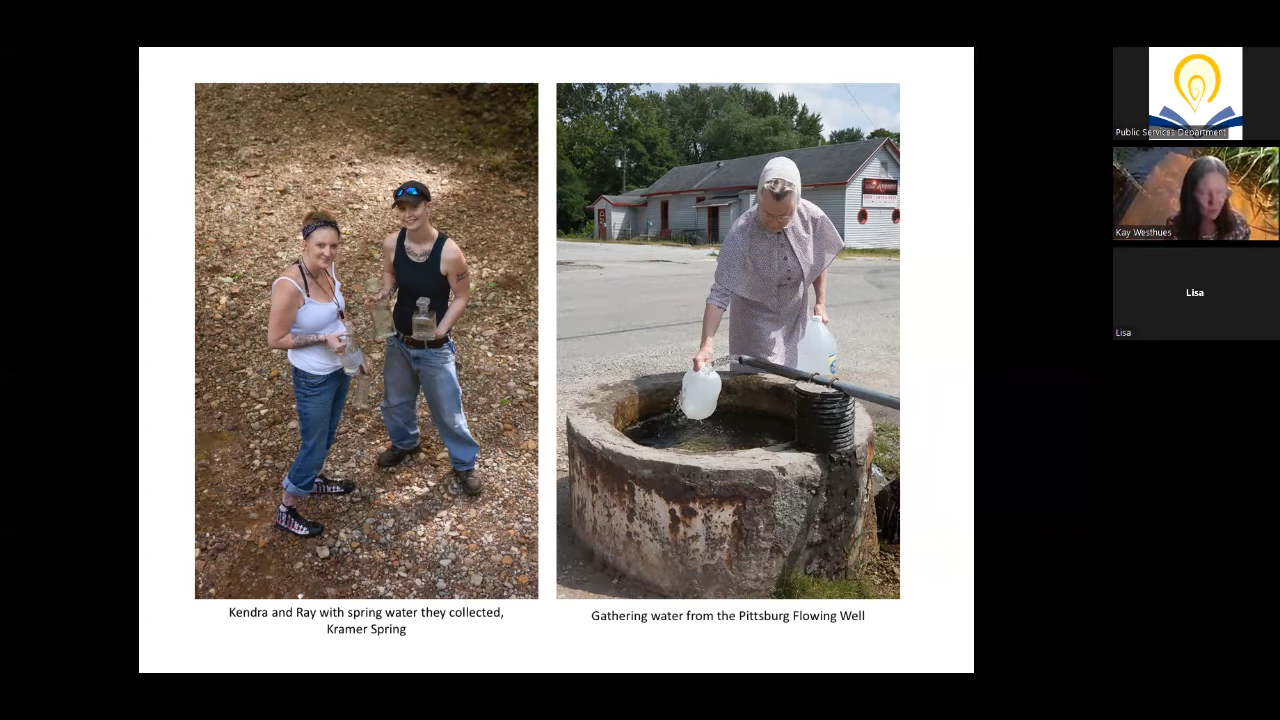 Kendra and Ray with spring water they collected,
Kramer Spring
Gathering water from the Pittsburg Flowing Well
Public Services Department
Kay Westhues
Lisa
Lisa